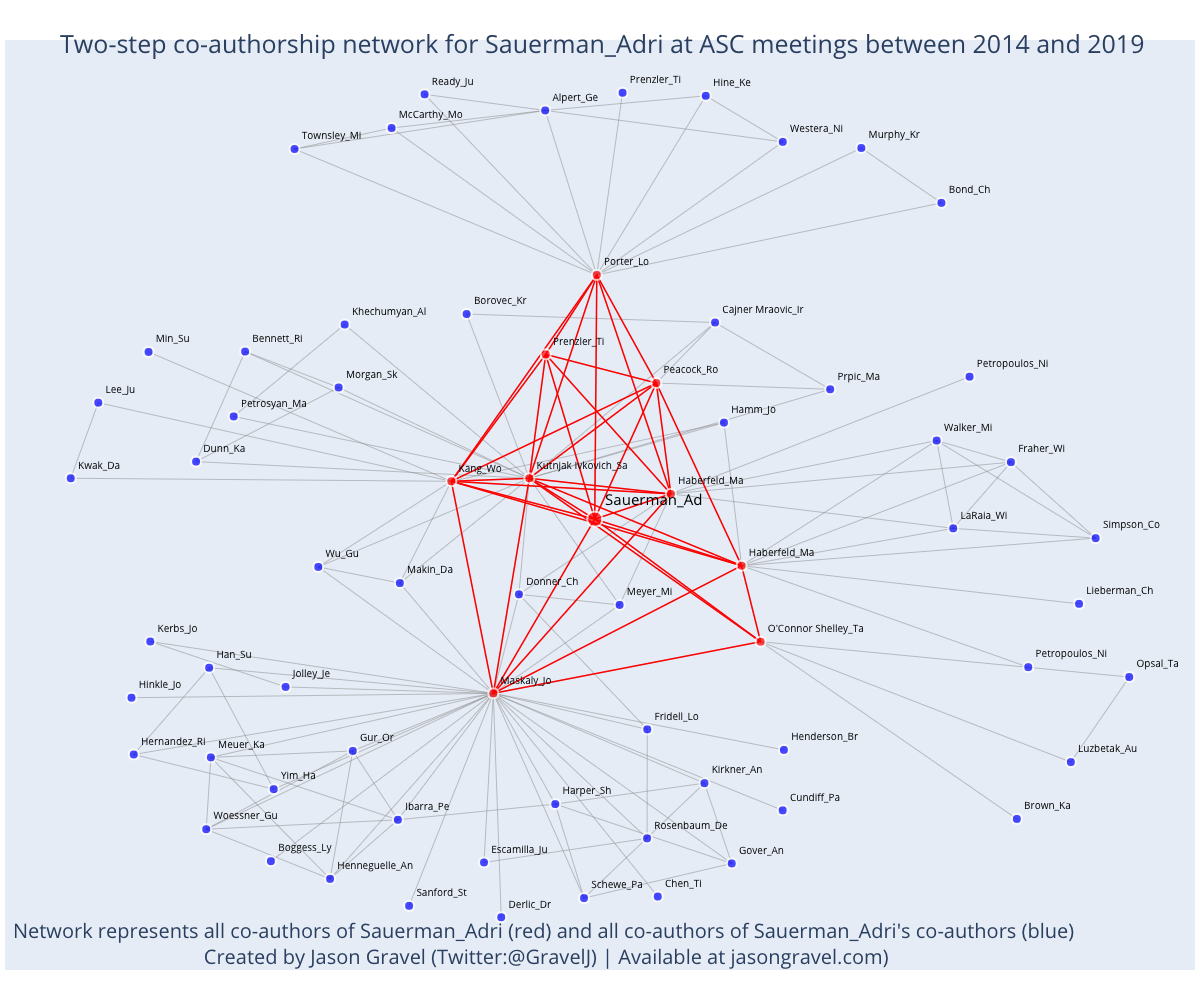 Two-step co-authorship network for Sauerman_Adri at ASC meetings between 2014 and 2019
Ready_Ju
Prenzler_Ti
Hine_Ke
Alpert_Ge
McCarthy_Mo
Townsley_Mi
Westera_Ni
Murphy_Kr
Bond_Ch
Porter_Lo
Borovec_Kr
Khechumyan_Al
Cajner Mraovic_Ir
Min_Su
Bennett_Ri
Prenzler_Ti
Morgan_Sk
Peacock_Ro
Petropoulos_Ni
Lee_Ju
Petrosyan_Ma
Prpic_Ma
Hamm_Jo
Walker_Mi
Dunn_Ka
Fraher_Wi
Kwak_Da
Kang_Wo
Kutnjak Ivkovich_Sa
Haberfeld_Ma
Sauerman_Ad
LaRaia_Wi
Simpson_Co
Wu_Gu
Haberfeld_Ma
Makin_Da
Donner_Ch
Meyer_Mi
Lieberman_Ch
Kerbs_Jo
O'Connor Shelley_Ta
Han_Su
Jolley_Je
Petropoulos_Ni
Opsal_Ta
Hinkle_Jo
Maskaly_Jo
Fridell_Lo
Hernandez_Ri
Meuer_Ka
Gur_Or
Henderson_Br
Luzbetak_Au
Yim_Ha
Kirkner_An
Harper_Sh
Cundiff_Pa
Brown_Ka
Woessner_Gu
Ibarra_Pe
Rosenbaum_De
Boggess_Ly
Escamilla_Ju
Gover_An
Henneguelle_An
Sanford_St
Schewe_Pa
Chen_Ti
Derlic_Dr
Network represents all co-authors of Sauerman_Adri (red) and all co-authors of Sauerman_Adri's co-authors (blue)
Created by Jason Gravel (Twitter:@GravelJ) | Available at jasongravel.com)